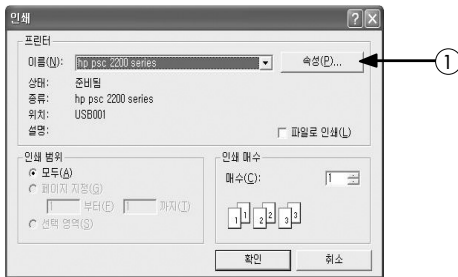 인쇄
프린터
이름(N): hp psc 2200 series 속성(P)...
①
상태: 준비됨
종류: hp psc 2200 series
위치: USB001
설명: 파일로 인쇄(L)
인쇄 범위
모두(A)
페이지 지정(G)
1 부터(F) 1 까지(T)
선택 영역(S)
인쇄 매수
매수(C): 1
1 1 2 2 3 3
확인 취소